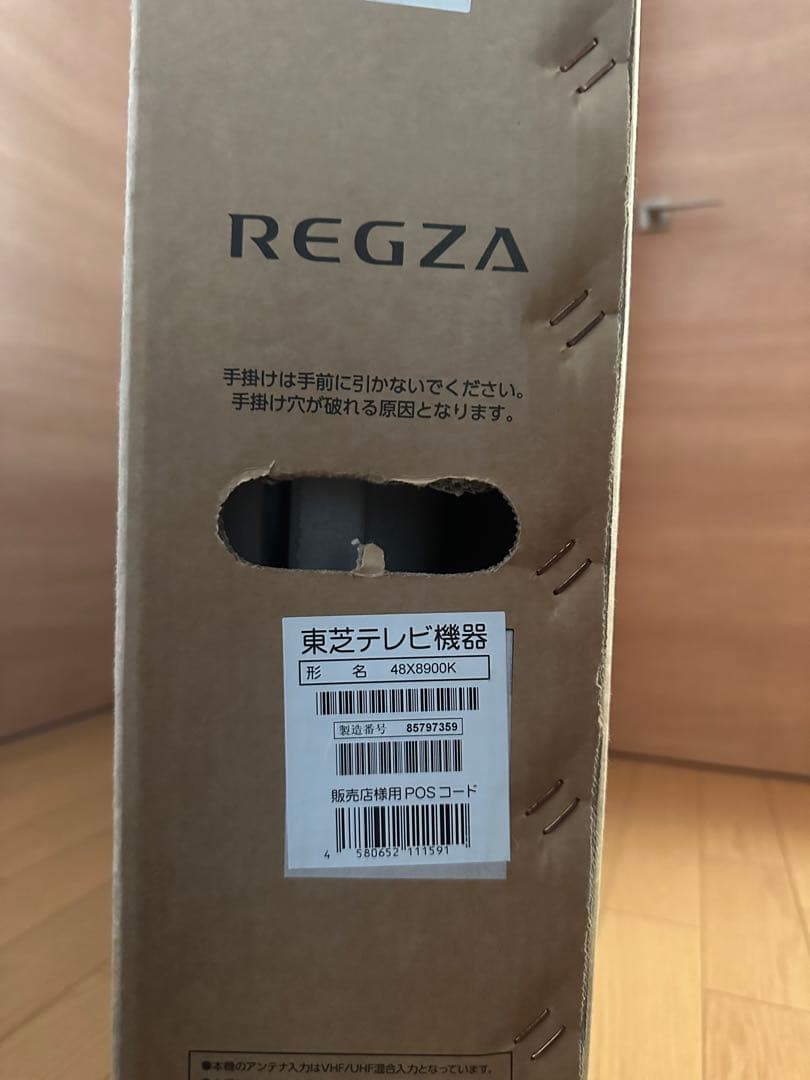 REGZA
手掛けは手前に引かないでください。
手掛け穴が破れる原因となります。
東芝テレビ機器
形 名 48X8900K
製造番号 85797359
販売店様用POSコード
4 580652 111591
●本機のアンテナ入力はVHF/UHF混合入力となっています。